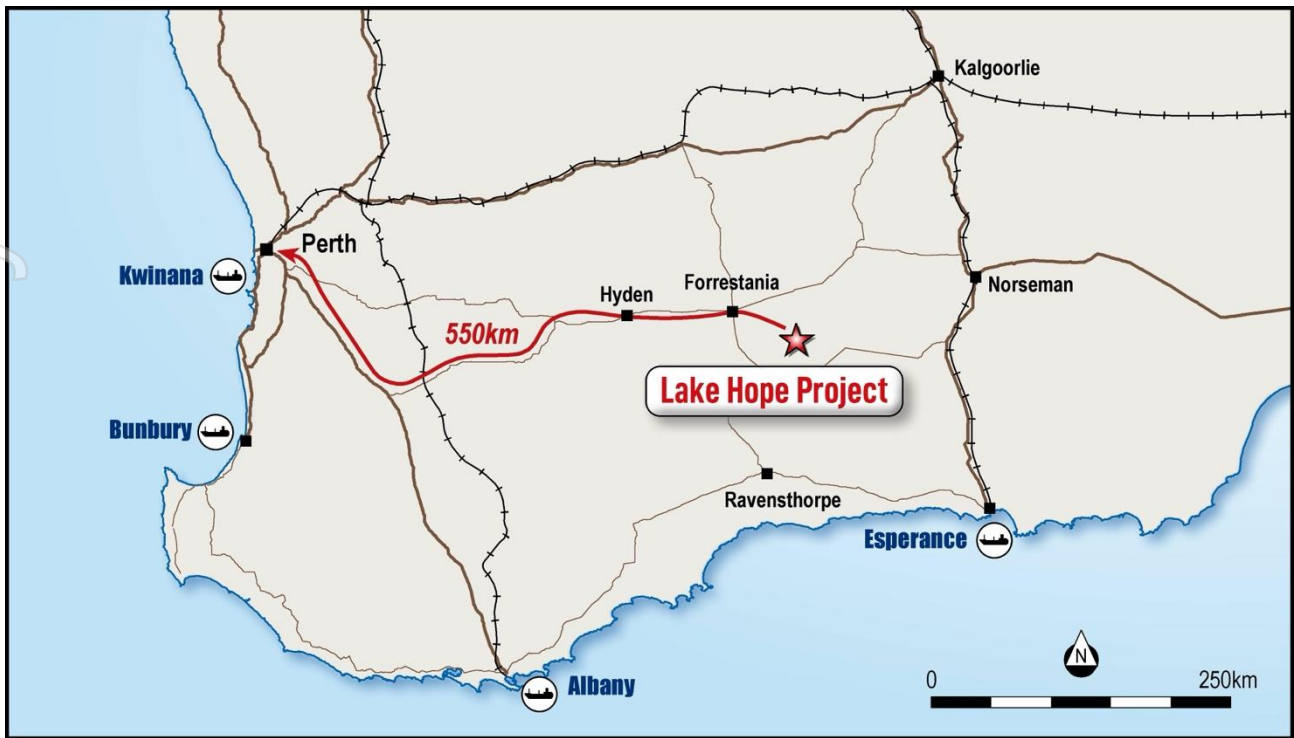 Kalgoorlie
Perth
Kwinana
Norseman
Forrestania
Hyden
550km
Lake Hope Project
Bunbury
Ravensthorpe
Esperance
Albany
N
0
250km